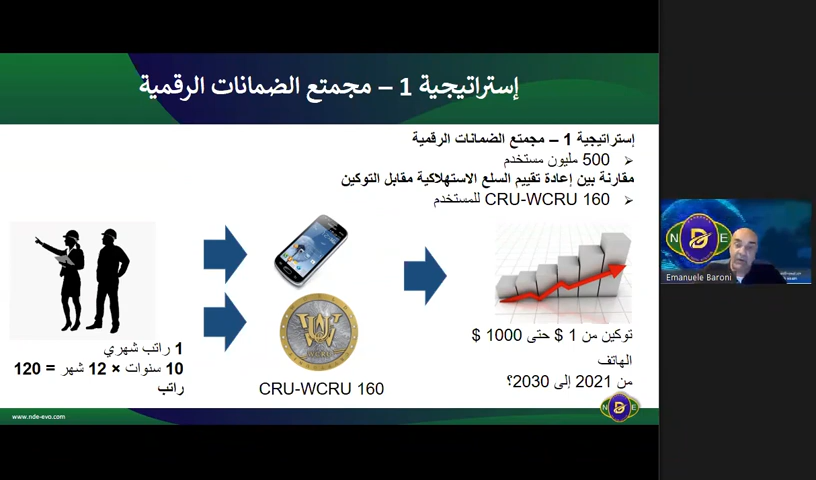 إستراتيجية 1 – مجمتع الضمانات الرقمية
إستراتيجية 1 – مجمتع الضمانات الرقمية
500 مليون مستخدم
مقارنة بين إعادة تقييم السلع الاستهلاكية مقابل التوكين
CRU-WCRU 160 للمستخدم
1 راتب شهري
10 سنوات × 12 شهر = 120
راتب
WCRU
CRU-WCRU 160
توكين من 1 $ حتى 1000 $
الهاتف
من 2021 إلى 2030؟
www.nde-evo.com
N D E
N D E
Emanuele Baroni